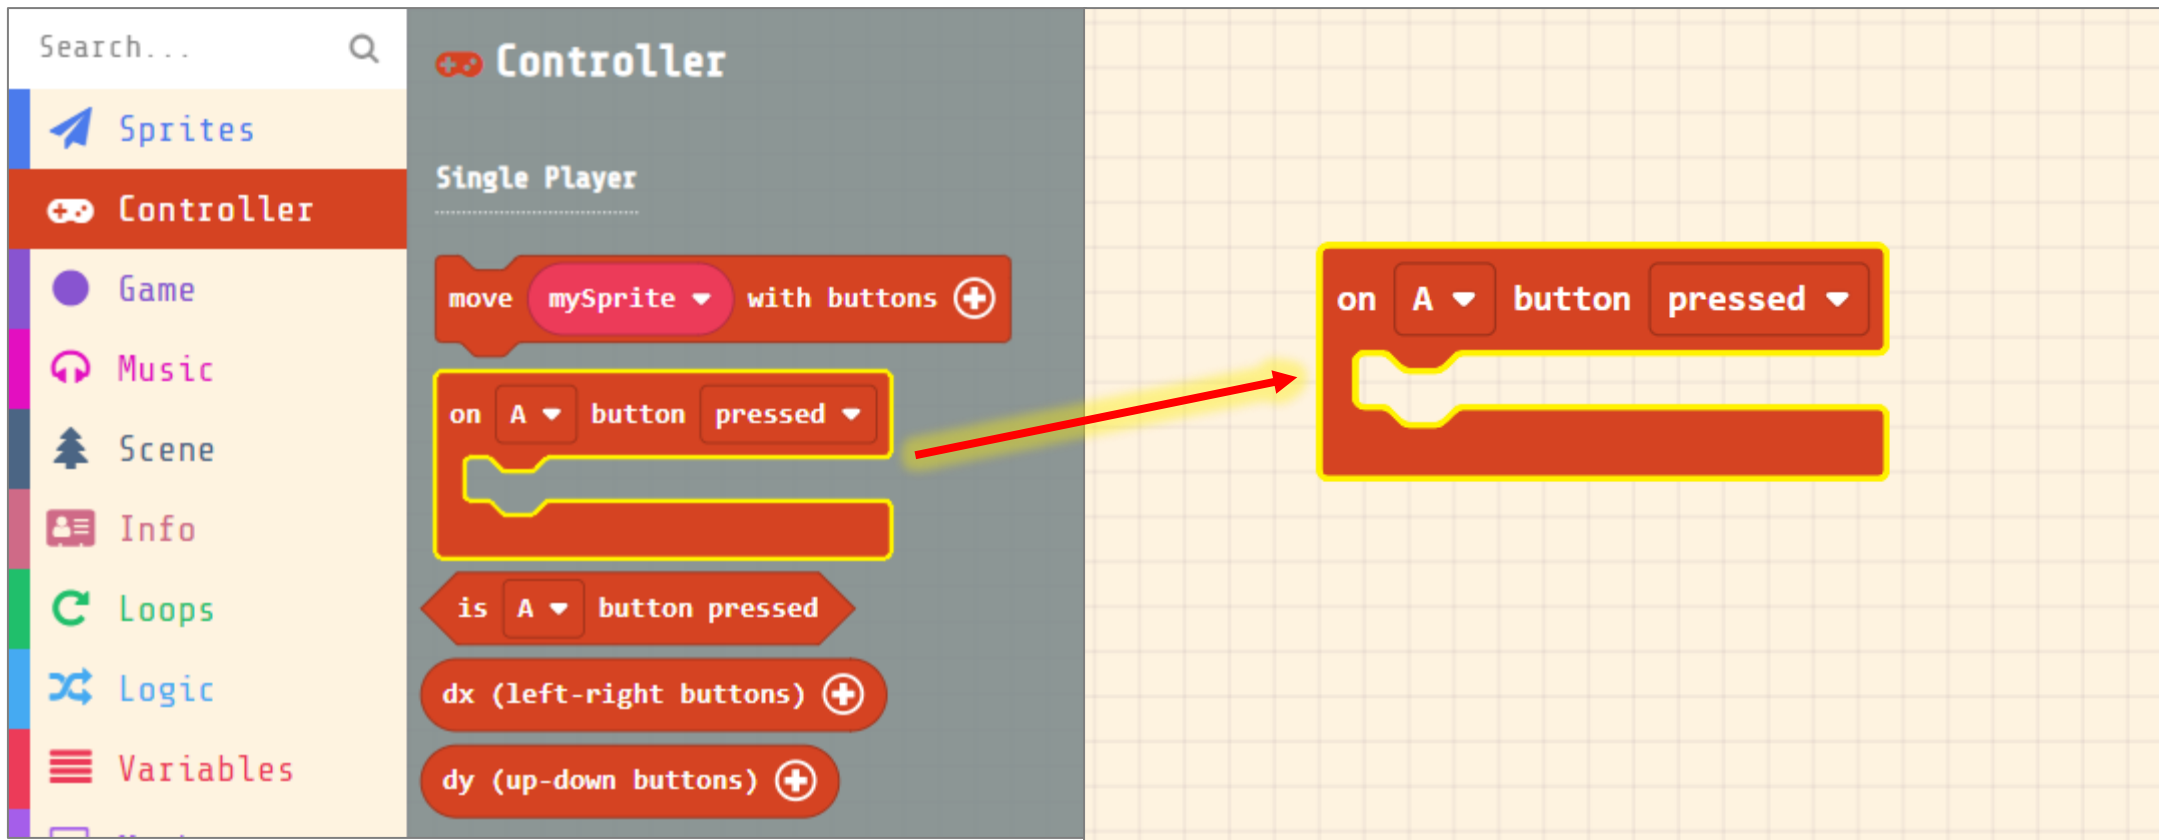 Search...
Sprites
Controller
Game
Music
Scene
Info
Loops
Logic
Variables
Controller
Single Player
move mySprite with buttons
on A button pressed
is A button pressed
dx (left-right buttons)
dy (up-down buttons)
on A button pressed